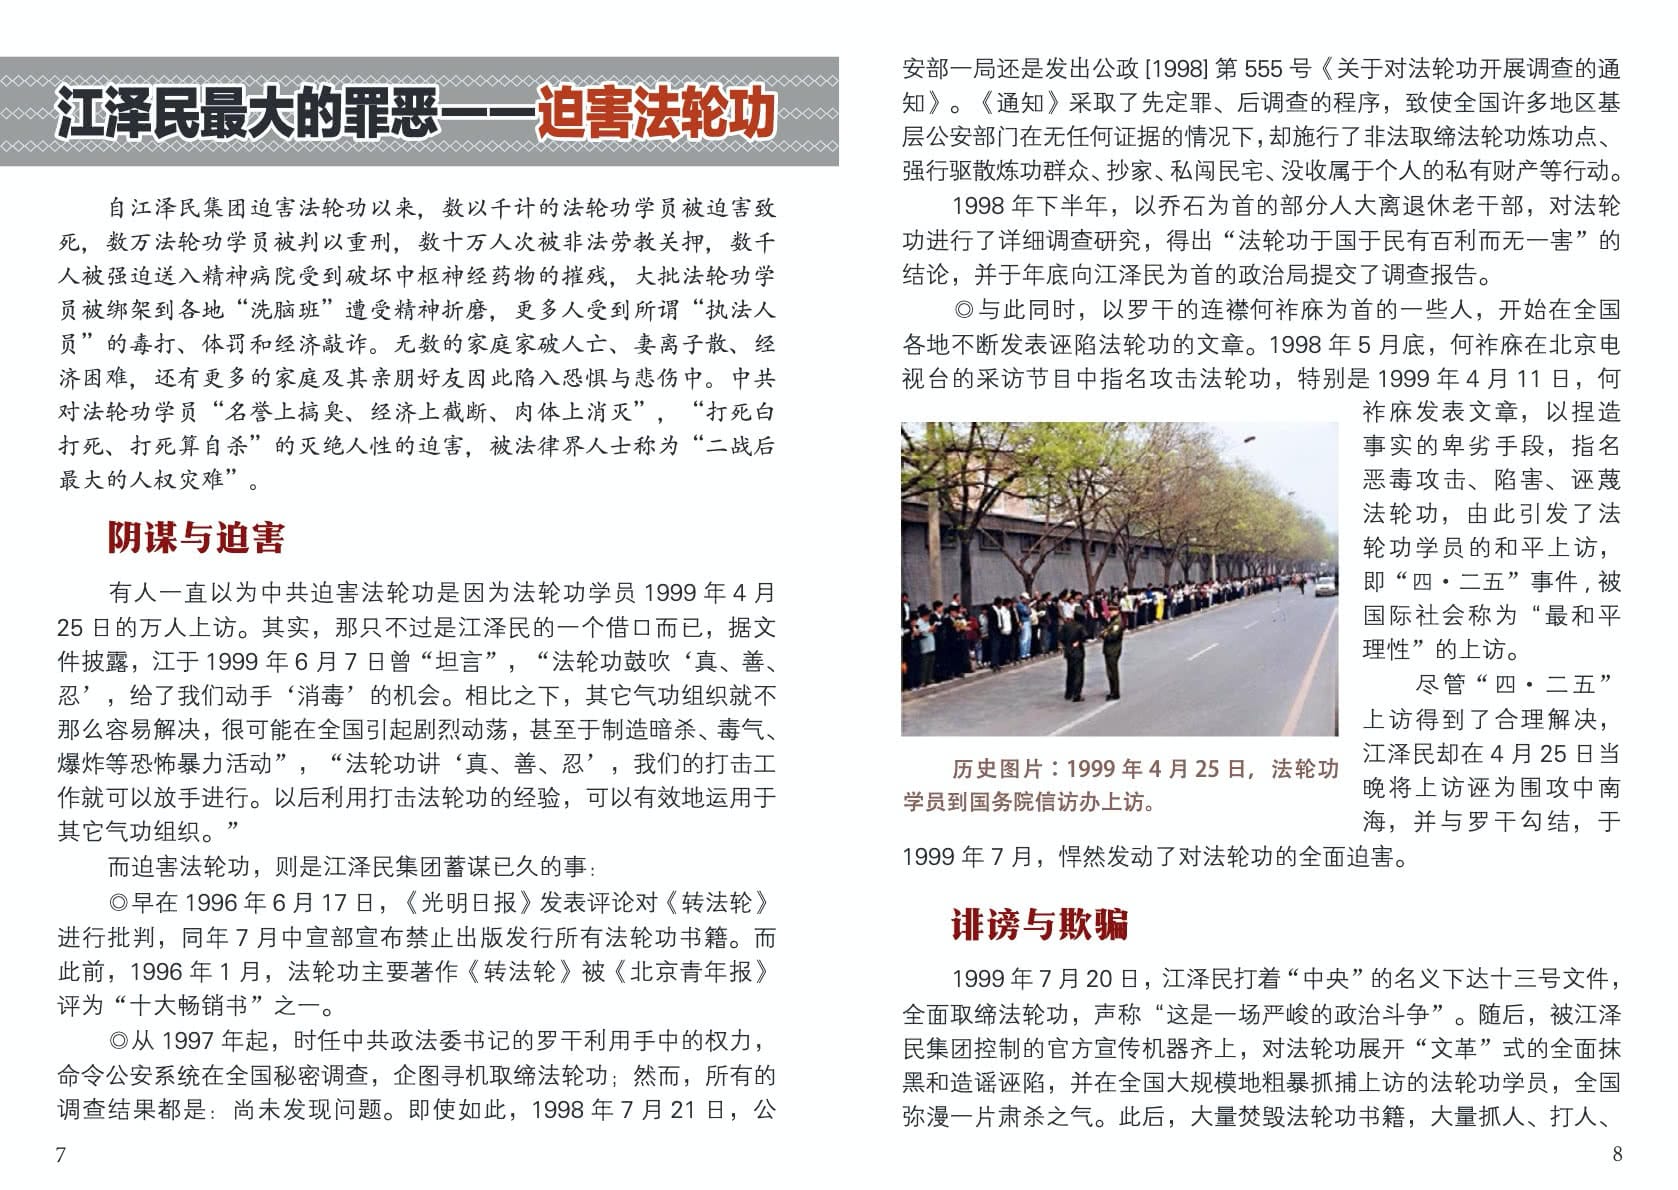 江泽民最大的罪恶——迫害法轮功
自江泽民集团迫害法轮功以来，数以千计的法轮功学员被迫害致
死，数万法轮功学员被判以重刑，数十万人次被非法劳教关押，数千
人被强迫送入精神病院受到破坏中枢神经药物的摧残，大批法轮功学
员被绑架到各地“洗脑班”遭受精神折磨，更多人受到所谓“执法人
员”的毒打、体罚和经济敲诈。无数的家庭家破人亡、妻离子散、经
济困难，还有更多的家庭及其亲朋好友因此陷入恐惧与悲伤中。中共
对法轮功学员“名誉上搞臭、经济上截断、肉体上消灭”，“打死白
打死、打死算自杀”的灭绝人性的迫害，被法律界人士称为“二战后
最大的人权灾难”。
阴谋与迫害
有人一直以为中共迫害法轮功是因为法轮功学员 1999 年 4 月
25 日的万人上访。其实，那只不过是江泽民的一个借口而已，据文
件披露，江于 1999 年 6 月 7 日曾“坦言”，“法轮功鼓吹‘真、善、
忍’，给了我们动手‘消毒’的机会。相比之下，其它气功组织就不
那么容易解决，很可能在全国引起剧烈动荡，甚至于制造暗杀、毒气、
爆炸等恐怖暴力活动”，“法轮功讲‘真、善、忍’，我们的打击工
作就可以放手进行。以后利用打击法轮功的经验，可以有效地运用于
其它气功组织。”
而迫害法轮功，则是江泽民集团蓄谋已久的事：
◎早在 1996 年 6 月 17 日，《光明日报》发表评论对《转法轮》
进行批判，同年 7 月中宣部宣布禁止出版发行所有法轮功书籍。而
此前，1996 年 1 月，法轮功主要著作《转法轮》被《北京青年报》
评为“十大畅销书”之一。
◎从 1997 年起，时任中共政法委书记的罗干利用手中的权力，
命令公安系统在全国秘密调查，企图寻机取缔法轮功；然而，所有的
调查结果都是：尚未发现问题。即使如此，1998 年 7 月 21 日，公
7
安部一局还是发出公政 [1998] 第 555 号《关于对法轮功开展调查的通
知》。《通知》采取了先定罪、后调查的程序，致使全国许多地区基
层公安部门在无任何证据的情况下，却施行了非法取缔法轮功炼功点、
强行驱散炼功群众、抄家、私闯民宅、没收属于个人的私有财产等行动。
1998 年下半年，以乔石为首的部分人大离退休老干部，对法轮
功进行了详细调查研究，得出“法轮功于国于民有百利而无一害”的
结论，并于年底向江泽民为首的政治局提交了调查报告。
◎与此同时，以罗干的连襟何祚庥为首的一些人，开始在全国
各地不断发表诬陷法轮功的文章。1998 年 5 月底，何祚庥在北京电
视台的采访节目中指名攻击法轮功，特别是 1999 年 4 月 11 日，何
祚庥发表文章，以捏造
事实的卑劣手段，指名
恶毒攻击、陷害、诬蔑
法轮功，由此引发了法
轮功学员的和平上访，
即“四·二五”事件，被
国际社会称为“最和平
理性”的上访。
尽管“四·二五”
上访得到了合理解决，
江泽民却在 4 月 25 日当
晚将上访诬为围攻中南
海，并与罗干勾结，于
1999 年 7 月，悍然发动了对法轮功的全面迫害。
历史图片：1999 年 4 月 25 日，法轮功
学员到国务院信访办上访。
诽谤与欺骗
1999 年 7 月 20 日，江泽民打着“中央”的名义下达十三号文件，
全面取缔法轮功，声称“这是一场严峻的政治斗争”。随后，被江泽
民集团控制的官方宣传机器齐上，对法轮功展开“文革”式的全面抹
黑和造谣诬陷，并在全国大规模地粗暴抓捕上访的法轮功学员，全国
弥漫一片肃杀之气。此后，大量焚毁法轮功书籍，大量抓人、打人、
8